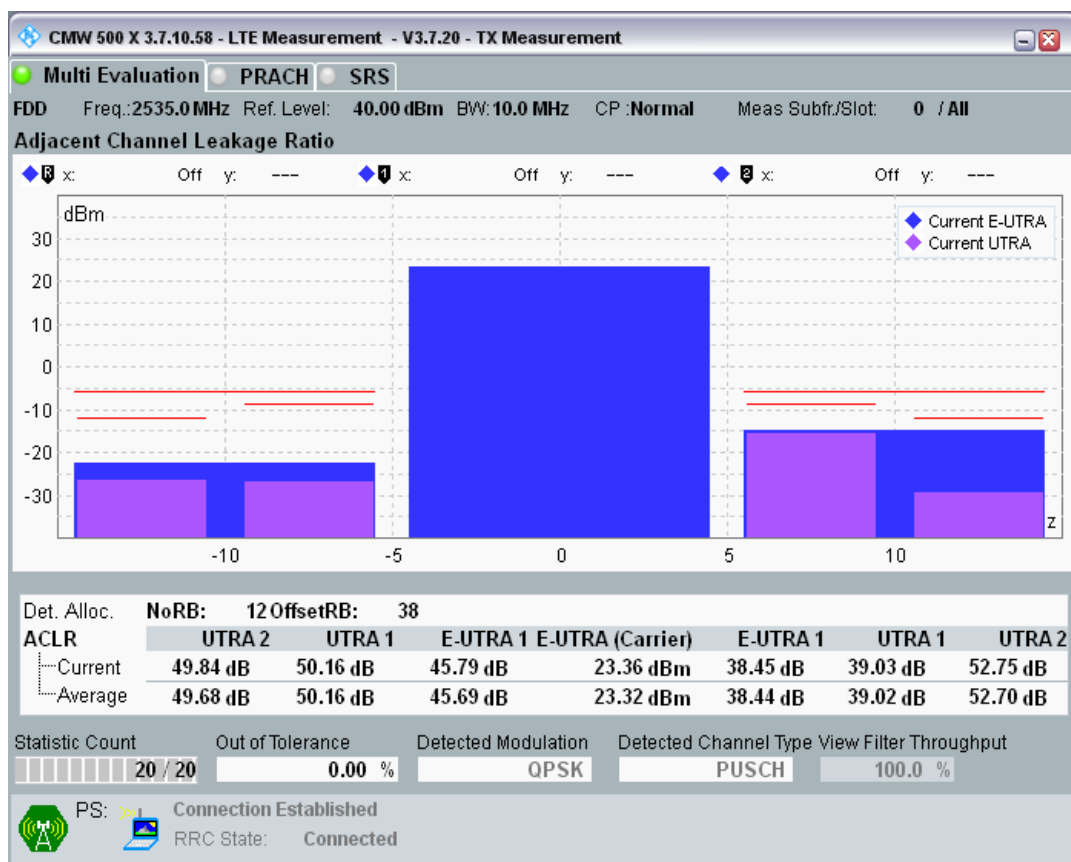 CMW 500 X 3.7.10.58 - LTE Measurement - V3.7.20 - TX Measurement
Multi Evaluation PRACH SRS
FDD Freq.:2535.0 MHz Ref. Level: 40.00 dBm BW:10.0 MHz CP :Normal Meas Subfr./Slot: 0 / All
Adjacent Channel Leakage Ratio
R x: Off y: --- 1 x: Off y: --- 2 x: Off y: ---
dBm
Current E-UTRA
Current UTRA
30
20
10
0
-10
-20
-30
z
-10 -5 0 5 10
Det. Alloc. NoRB: 12 OffsetRB: 38
ACLR UTRA 2 UTRA 1 E-UTRA 1 E-UTRA (Carrier) E-UTRA 1 UTRA 1 UTRA 2
Current 49.84 dB 50.16 dB 45.79 dB 23.36 dBm 38.45 dB 39.03 dB 52.75 dB
Average 49.68 dB 50.16 dB 45.69 dB 23.32 dBm 38.44 dB 39.02 dB 52.70 dB
Statistic Count Out of Tolerance Detected Modulation Detected Channel Type View Filter Throughput
20 / 20 0.00 % QPSK PUSCH 100.0 %
PS: Connection Established
RRC State: Connected